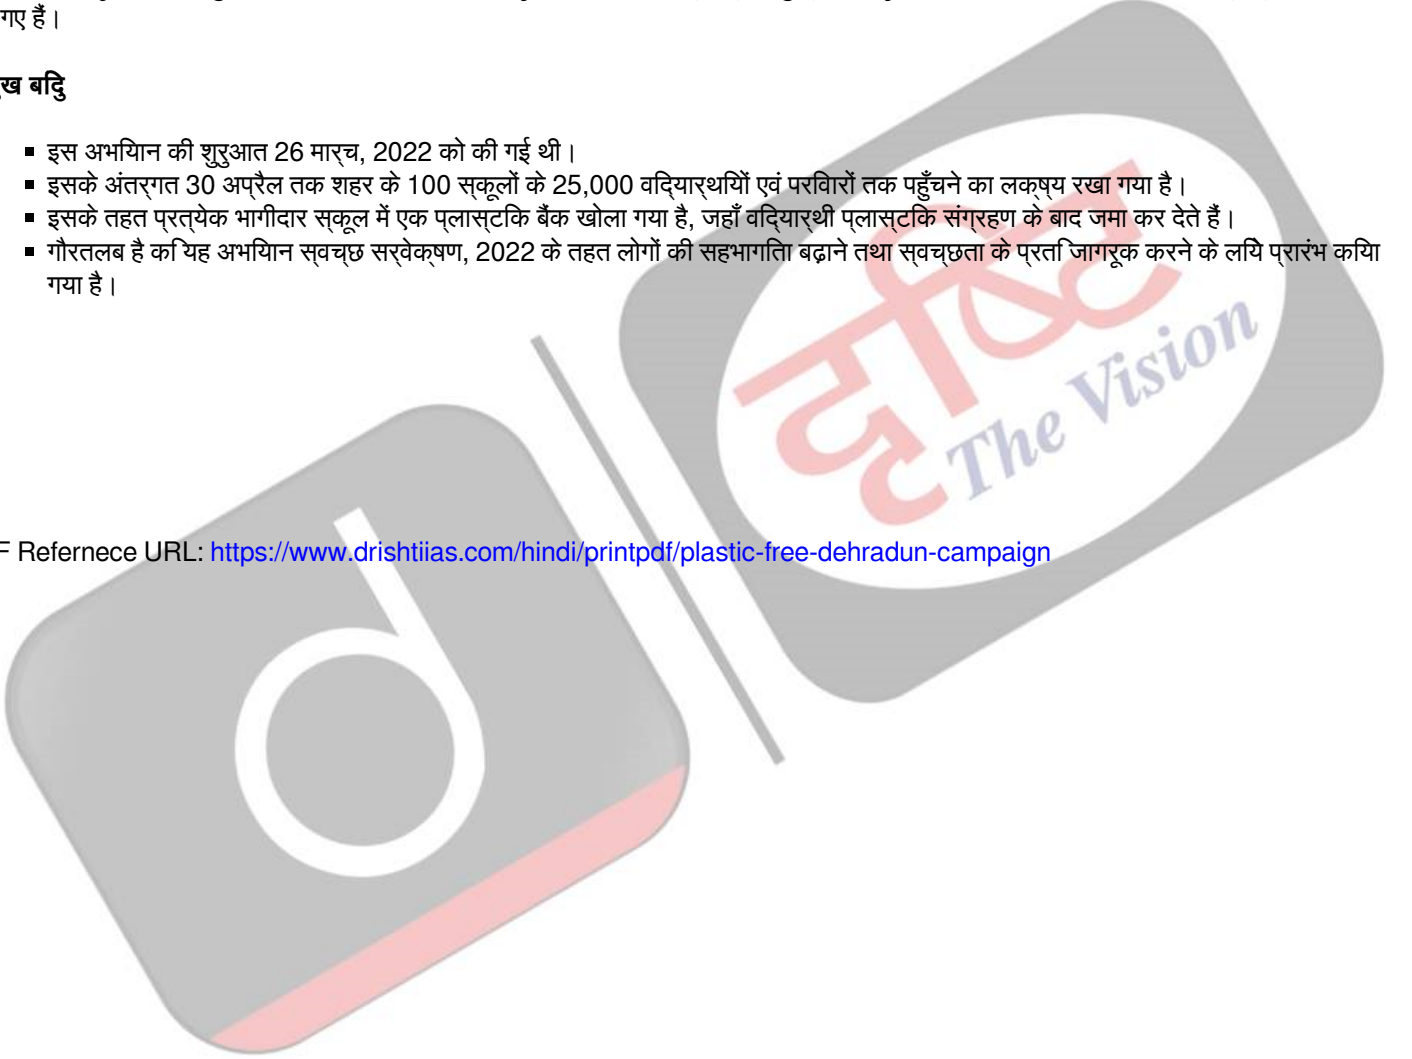 गए हैं।
ख बिंदु
▪ इस अभियान की शुरुआत 26 मार्च, 2022 को की गई थी।
▪ इसके अंतर्गत 30 अप्रैल तक शहर के 100 स्कूलों के 25,000 विद्यार्थियों एवं परिवारों तक पहुँचने का लक्ष्य रखा गया है।
▪ इसके तहत प्रत्येक भागीदार स्कूल में एक प्लास्टिक बैंक खोला गया है, जहाँ विद्यार्थी प्लास्टिक संग्रहण के बाद जमा कर देते हैं।
▪ गौरतलब है कि यह अभियान स्वच्छ सर्वेक्षण, 2022 के तहत लोगों की सहभागिता बढ़ाने तथा स्वच्छता के प्रति जागरूक करने के लिये प्रारंभ किया
गया है।
दृष्टि
The Vision
d
F Refernece URL: https://www.drishtiias.com/hindi/printpdf/plastic-free-dehradun-campaign